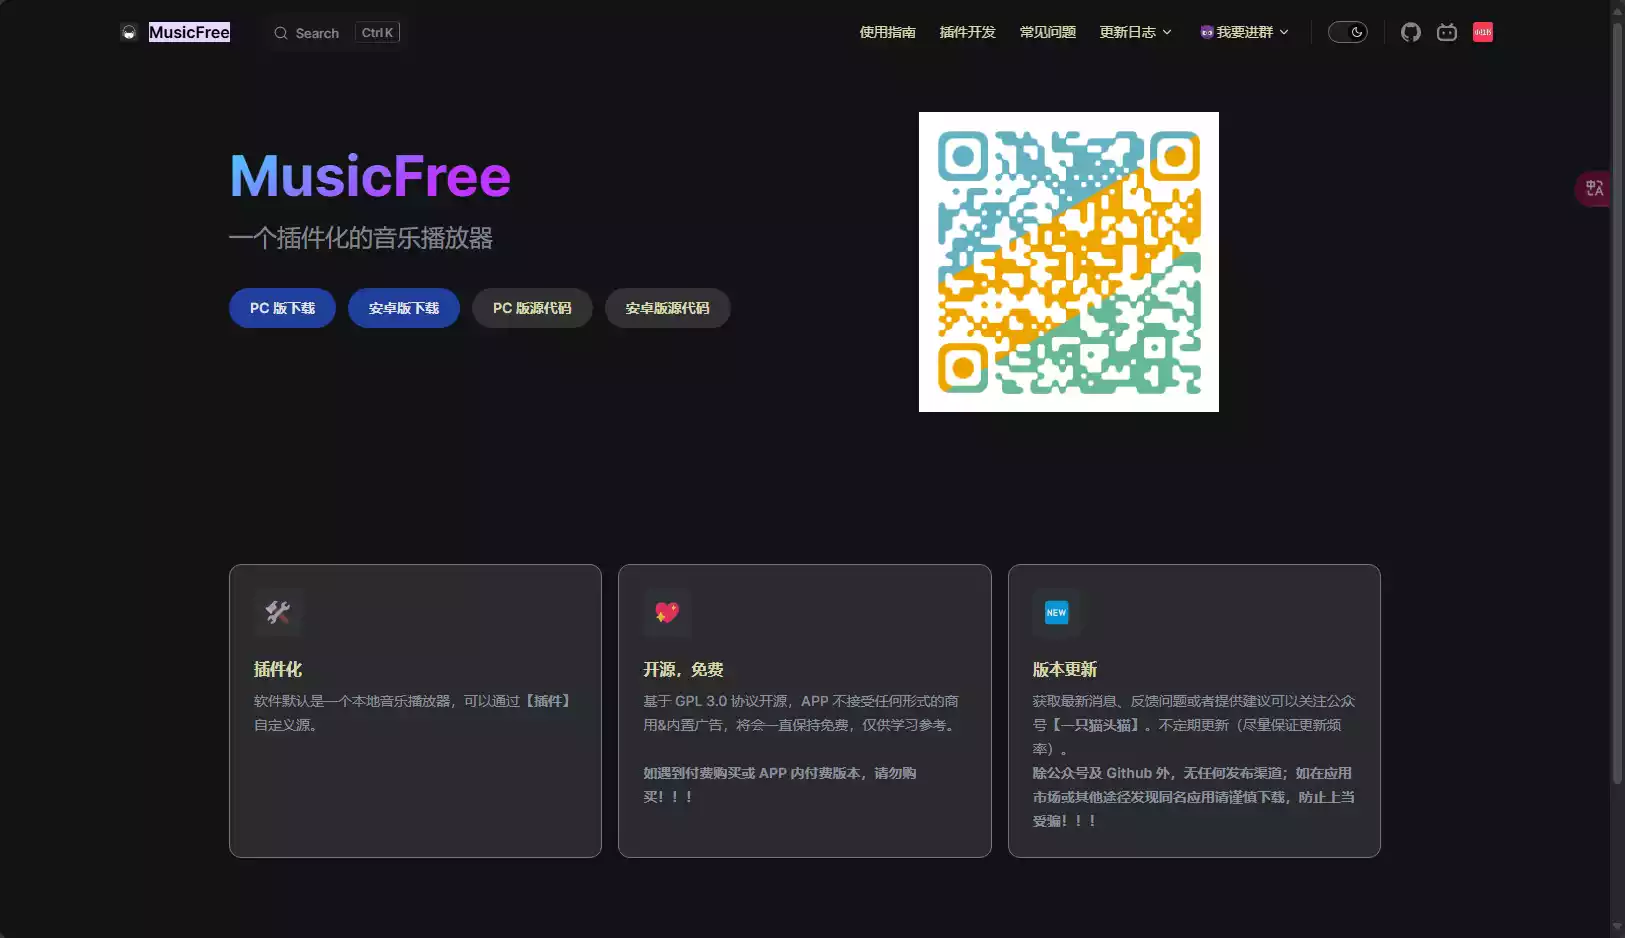 MusicFree
Search
Ctrl K
使用指南
插件开发
常见问题
更新日志
我要进群
小红书
中A
MusicFree
一个插件化的音乐播放器
PC 版下载
安卓版下载
PC 版源代码
安卓版源代码
插件化
软件默认是一个本地音乐播放器，可以通过【插件】
自定义源。
开源，免费
基于 GPL 3.0 协议开源，APP 不接受任何形式的商
用&内置广告，将会一直保持免费，仅供学习参考。
如遇到付费购买或 APP 内付费版本，请勿购
买！！！
NEW
版本更新
获取最新消息、反馈问题或者提供建议可以关注公众
号【一只猫头猫】。不定期更新（尽量保证更新频
率）。
除公众号及 Github 外，无任何发布渠道；如在应用
市场或其他途径发现同名应用请谨慎下载，防止上当
受骗！！！